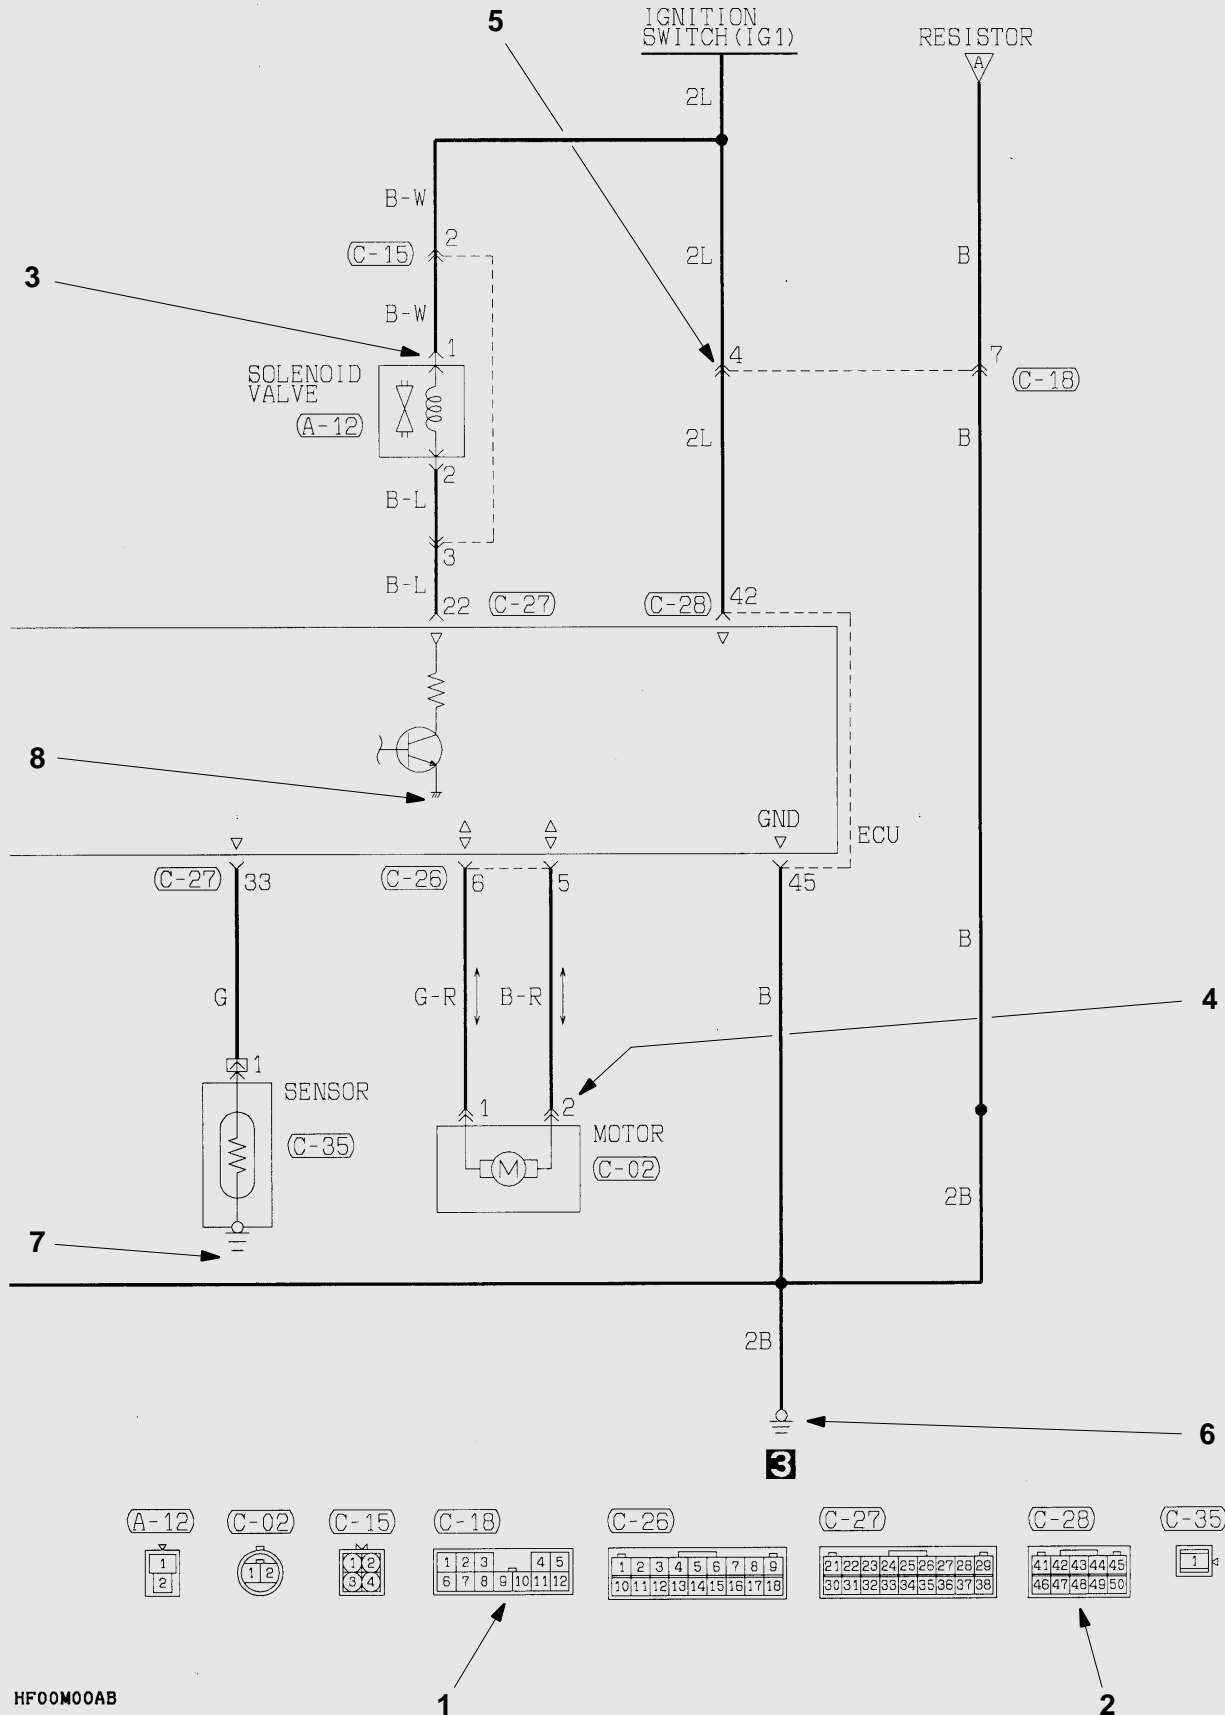 5
IGNITION
SWITCH(IG1)
RESISTOR
A
2L
B-W
C-15
2
2L
B
3
B-W
1
4
7
C-18
SOLENOID
VALVE
A-12
2L
B
2
B-L
3
B-L
22
C-27
C-28
42
8
GND
ECU
C-27
33
C-26
6
5
45
B
G
G-R
B-R
B
4
1
SENSOR
C-35
1
2
MOTOR
C-02
M
2B
7
2B
6
3
A-12
C-02
C-15
C-18
C-26
C-27
C-28
C-35
1
2
1 2
1 2
3 4
1 2 3 4 5
6 7 8 9 10 11 12
1 2 3 4 5 6 7 8 9
10 11 12 13 14 15 16 17 18
21 22 23 24 25 26 27 28 29
30 31 32 33 34 35 36 37 38
41 42 43 44 45
46 47 48 49 50
1
HF00M00AB
1
2